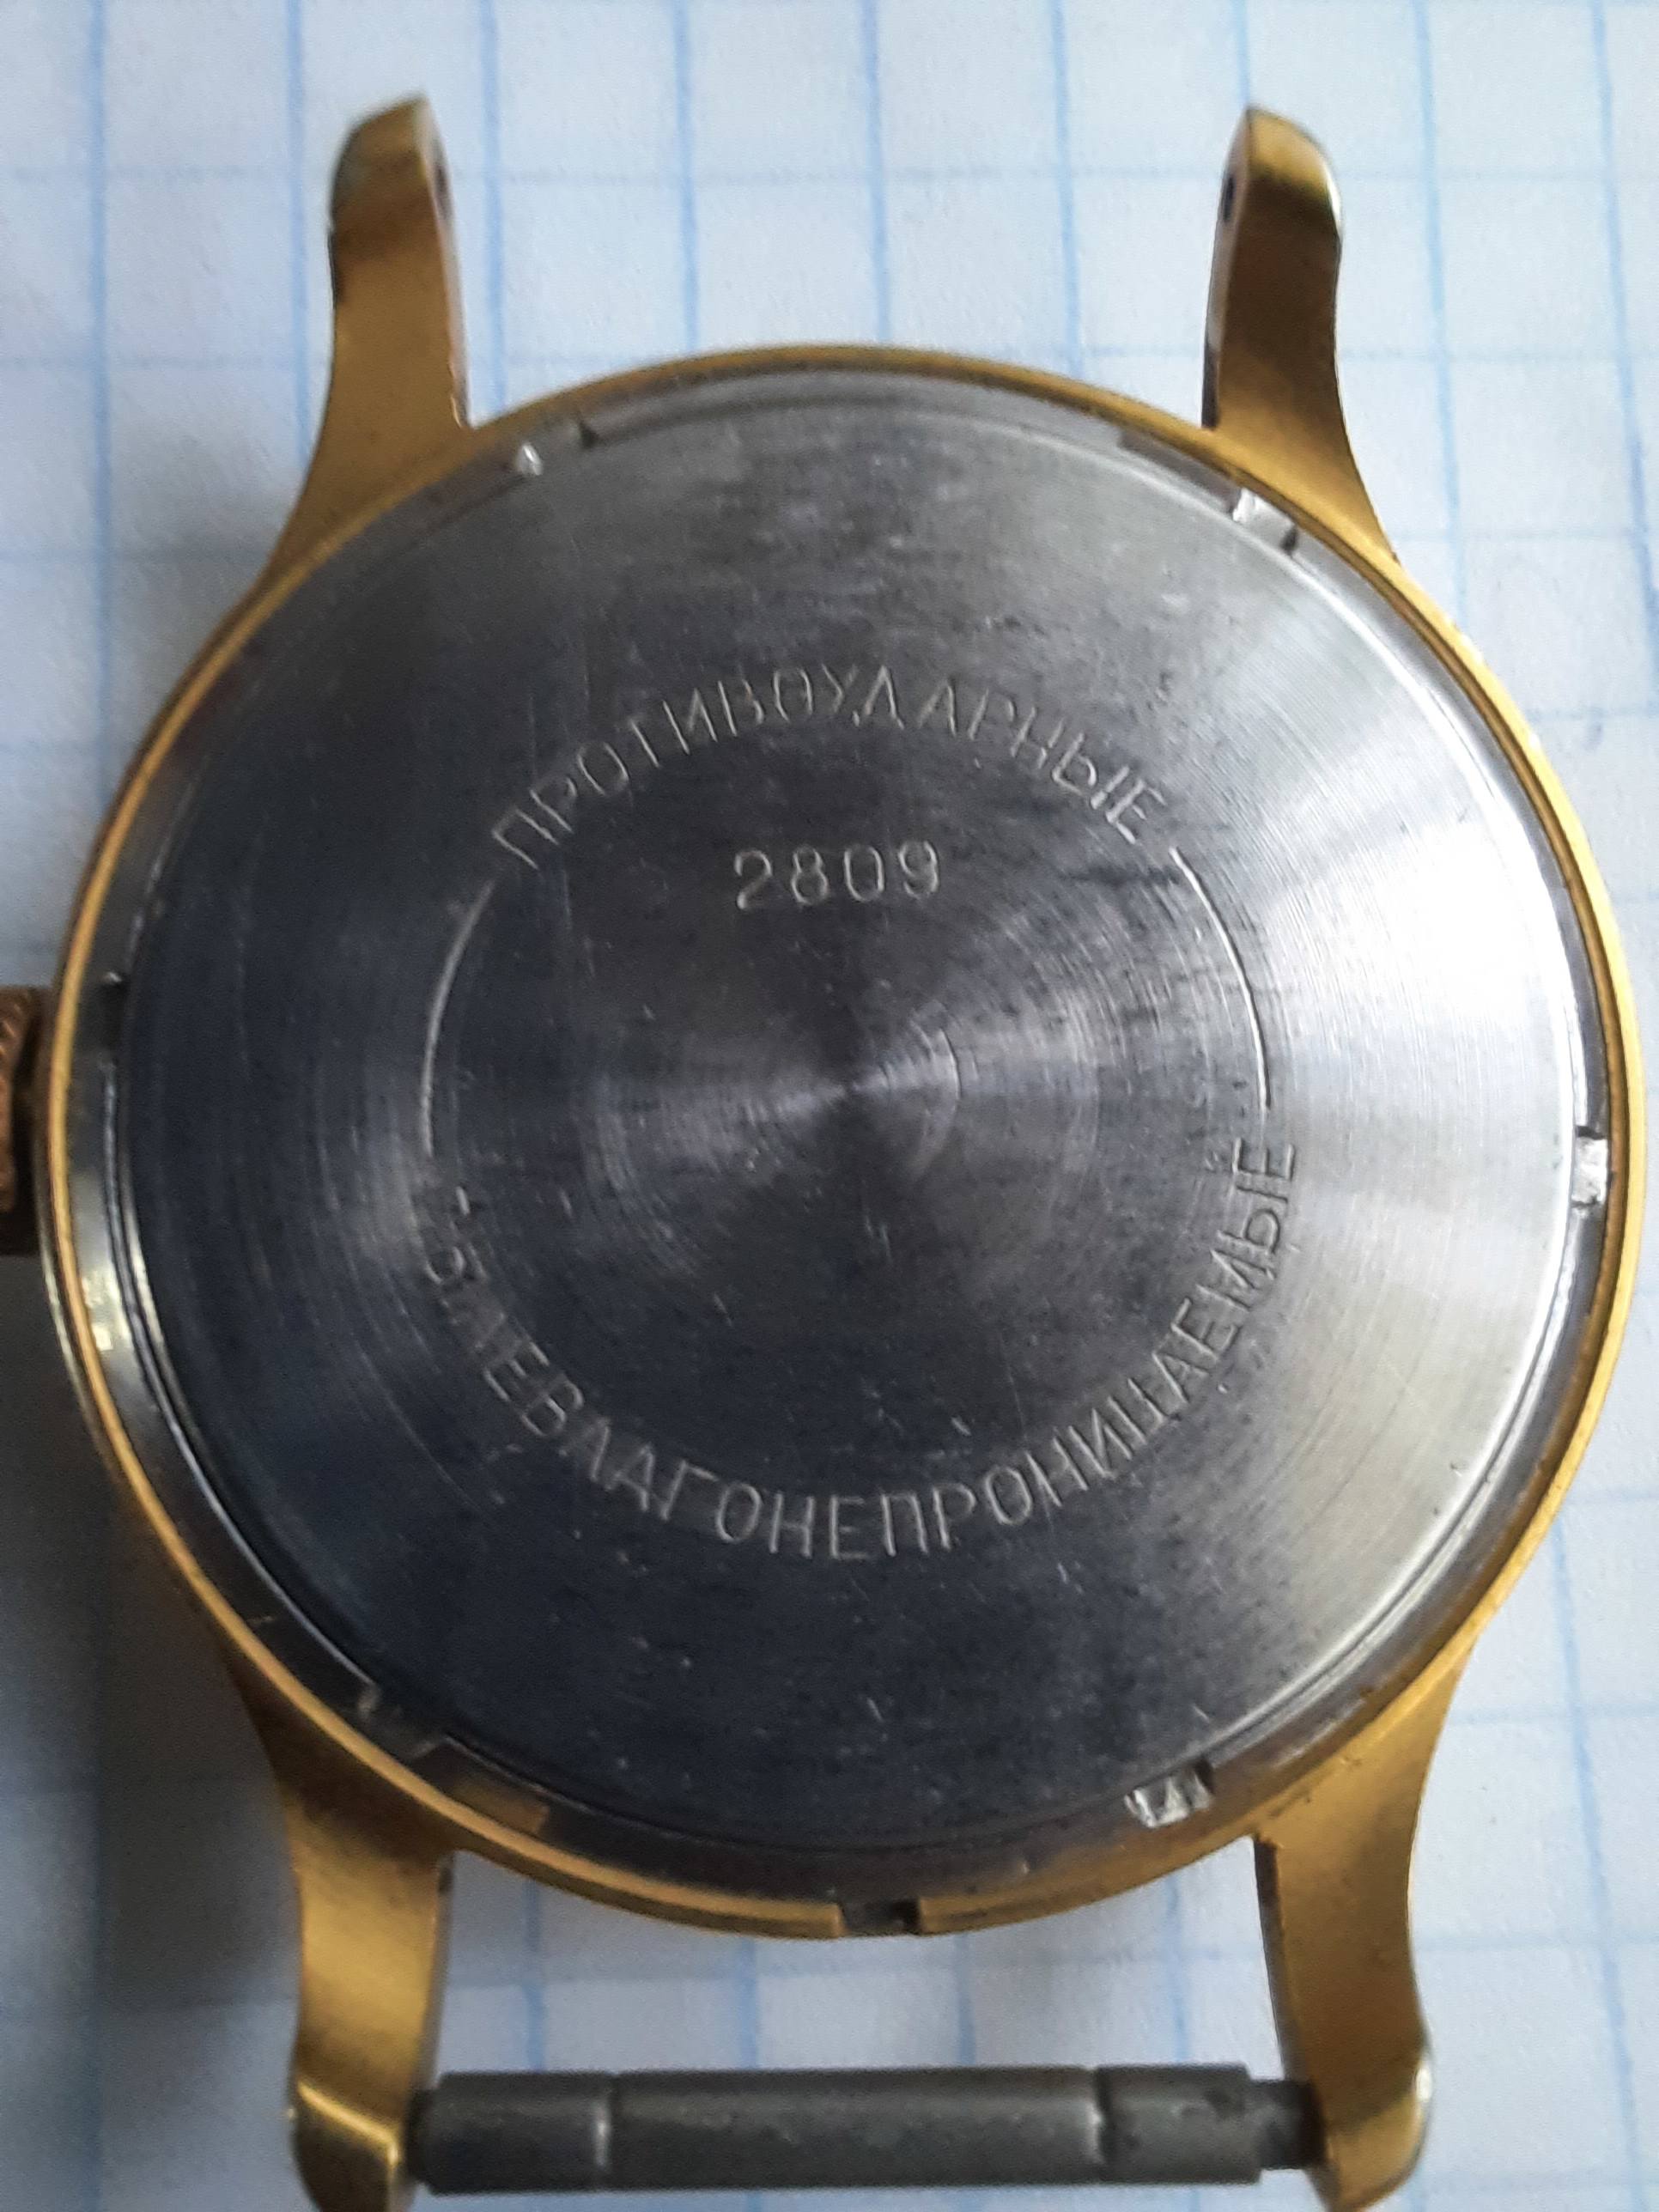 ПРОТИВОУДАРНЫЕ
2809
ПЫЛЕВЛАГОНЕПРОНИЦАЕМЫЕ